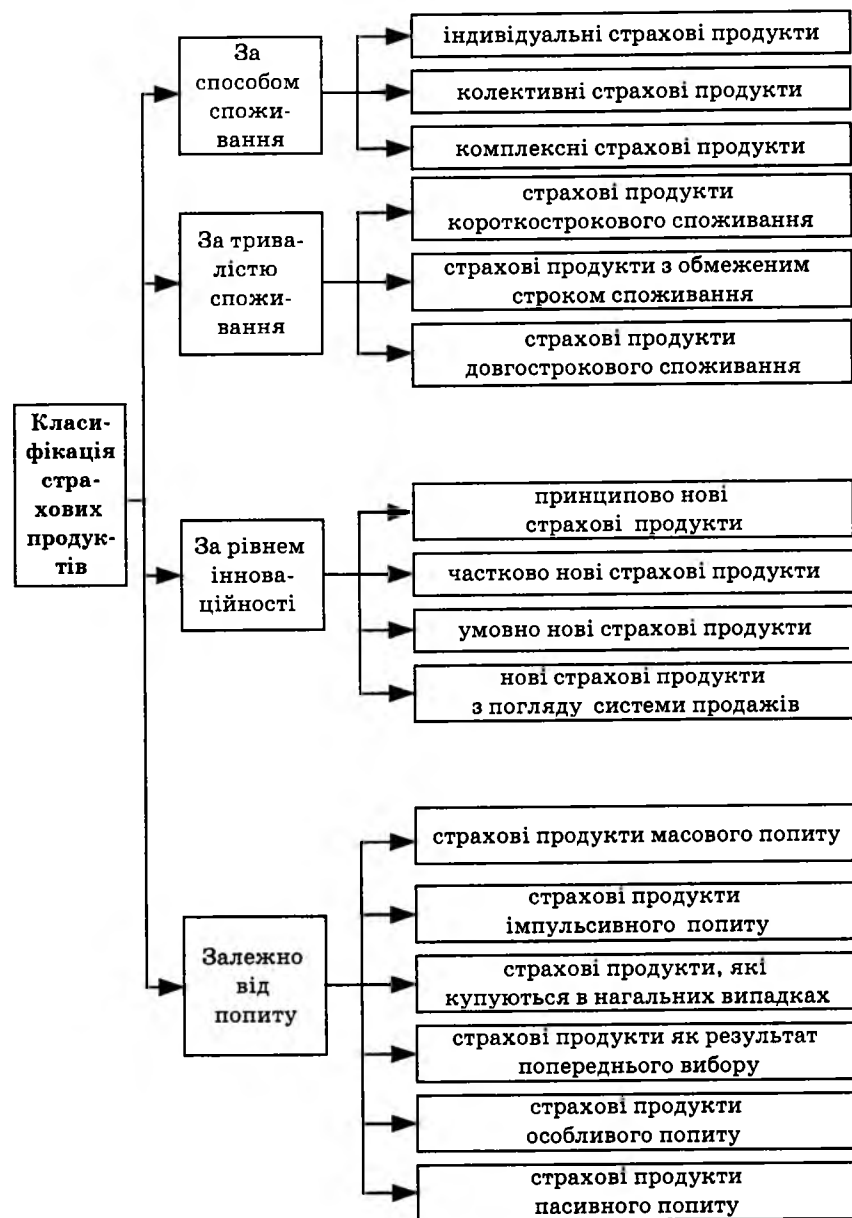 Класи-
фікація
стра-
хових
продук-
тів
За
способом
спожи-
вання
індивідуальні страхові продукти
колективні страхові продукти
комплексні страхові продукти
За трива-
лістю
спожи-
вання
страхові продукти
короткострокового споживання
страхові продукти з обмеженим
строком споживання
страхові продукти
довгострокового споживання
За рівнем
іннова-
ційності
принципово нові
страхові продукти
частково нові страхові продукти
умовно нові страхові продукти
нові страхові продукти
з погляду системи продажів
Залежно
від
попиту
страхові продукти масового попиту
страхові продукти
імпульсивного попиту
страхові продукти, які
купуються в нагальних випадках
страхові продукти як результат
попереднього вибору
страхові продукти
особливого попиту
страхові продукти
пасивного попиту